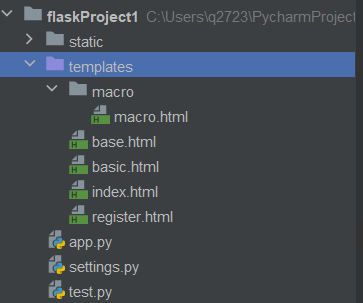 flaskProject1 C:\Users\q2723\PycharmProject
static
templates
macro
macro.html
base.html
basic.html
index.html
register.html
app.py
settings.py
test.py